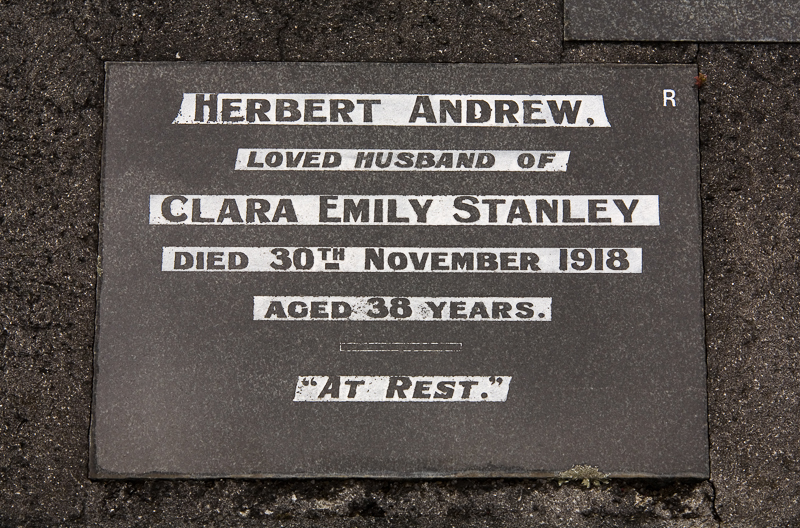 HERBERT ANDREW, R
LOVED HUSBAND OF
CLARA EMILY STANLEY
DIED 30TH NOVEMBER 1918
AGED 38 YEARS.
"AT REST."